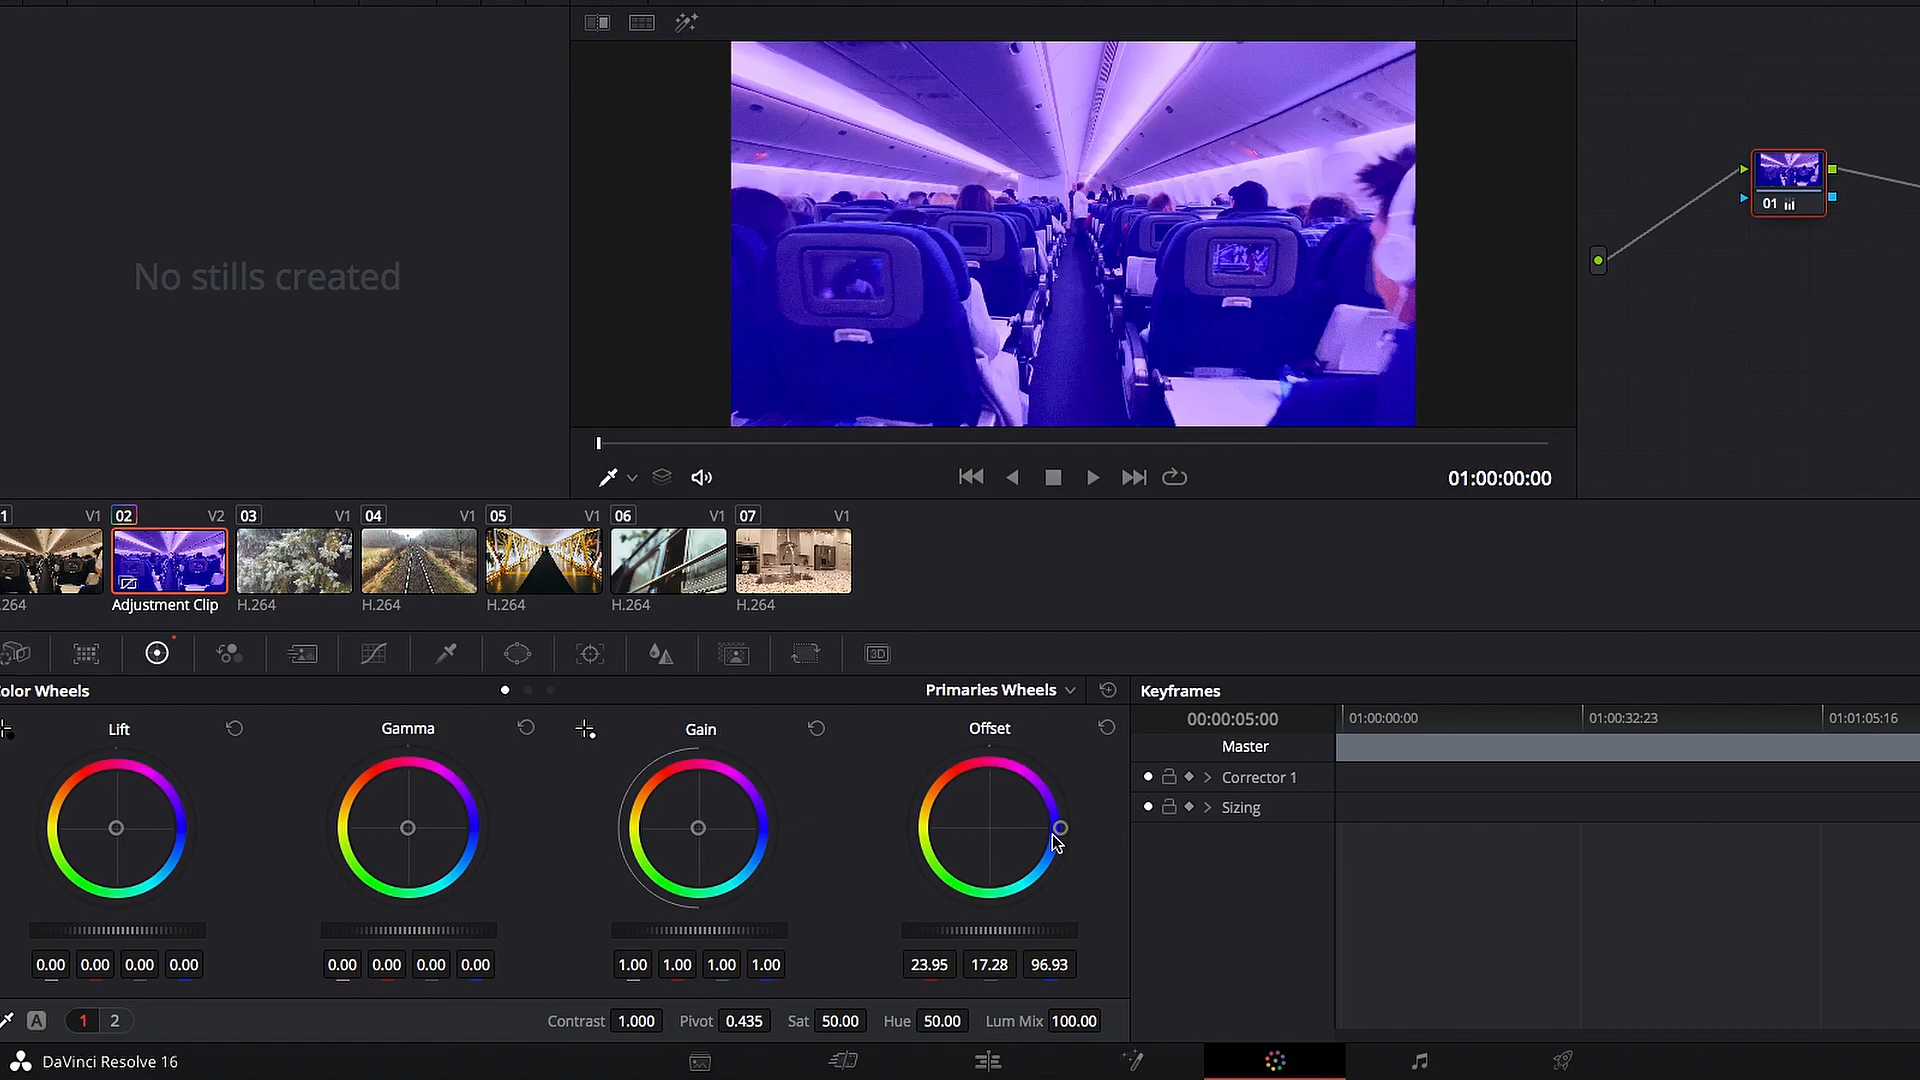 No stills created
01
01:00:00:00
1 V1 02 V2 03 V1 04 V1 05 V1 06 V1 07 V1
.264 Adjustment Clip H.264 H.264 H.264 H.264 H.264
3D
Color Wheels
Primaries Wheels
Keyframes
Lift
Gamma
Gain
Offset
0.00 0.00 0.00 0.00
0.00 0.00 0.00 0.00
1.00 1.00 1.00 1.00
23.95 17.28 96.93
00:00:05:00
01:00:00:00 01:00:32:23 01:01:05:16
Master
Corrector 1
Sizing
A 1 2
Contrast 1.000 Pivot 0.435 Sat 50.00 Hue 50.00 Lum Mix 100.00
DaVinci Resolve 16